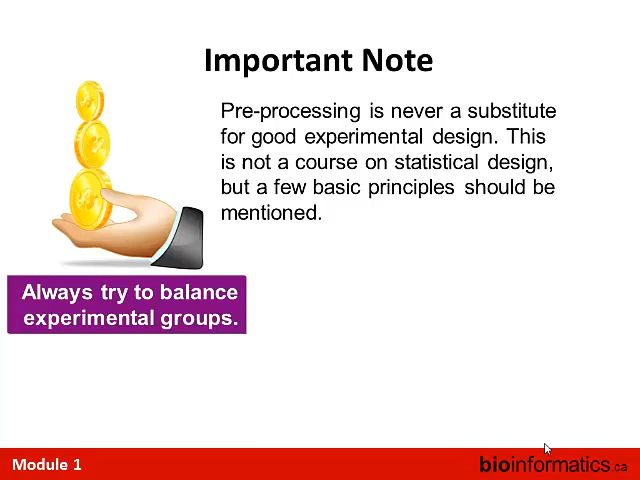 Important Note
Pre-processing is never a substitute
for good experimental design. This
is not a course on statistical design,
but a few basic principles should be
mentioned.
Always try to balance
experimental groups.
Module 1
bioinformatics.ca